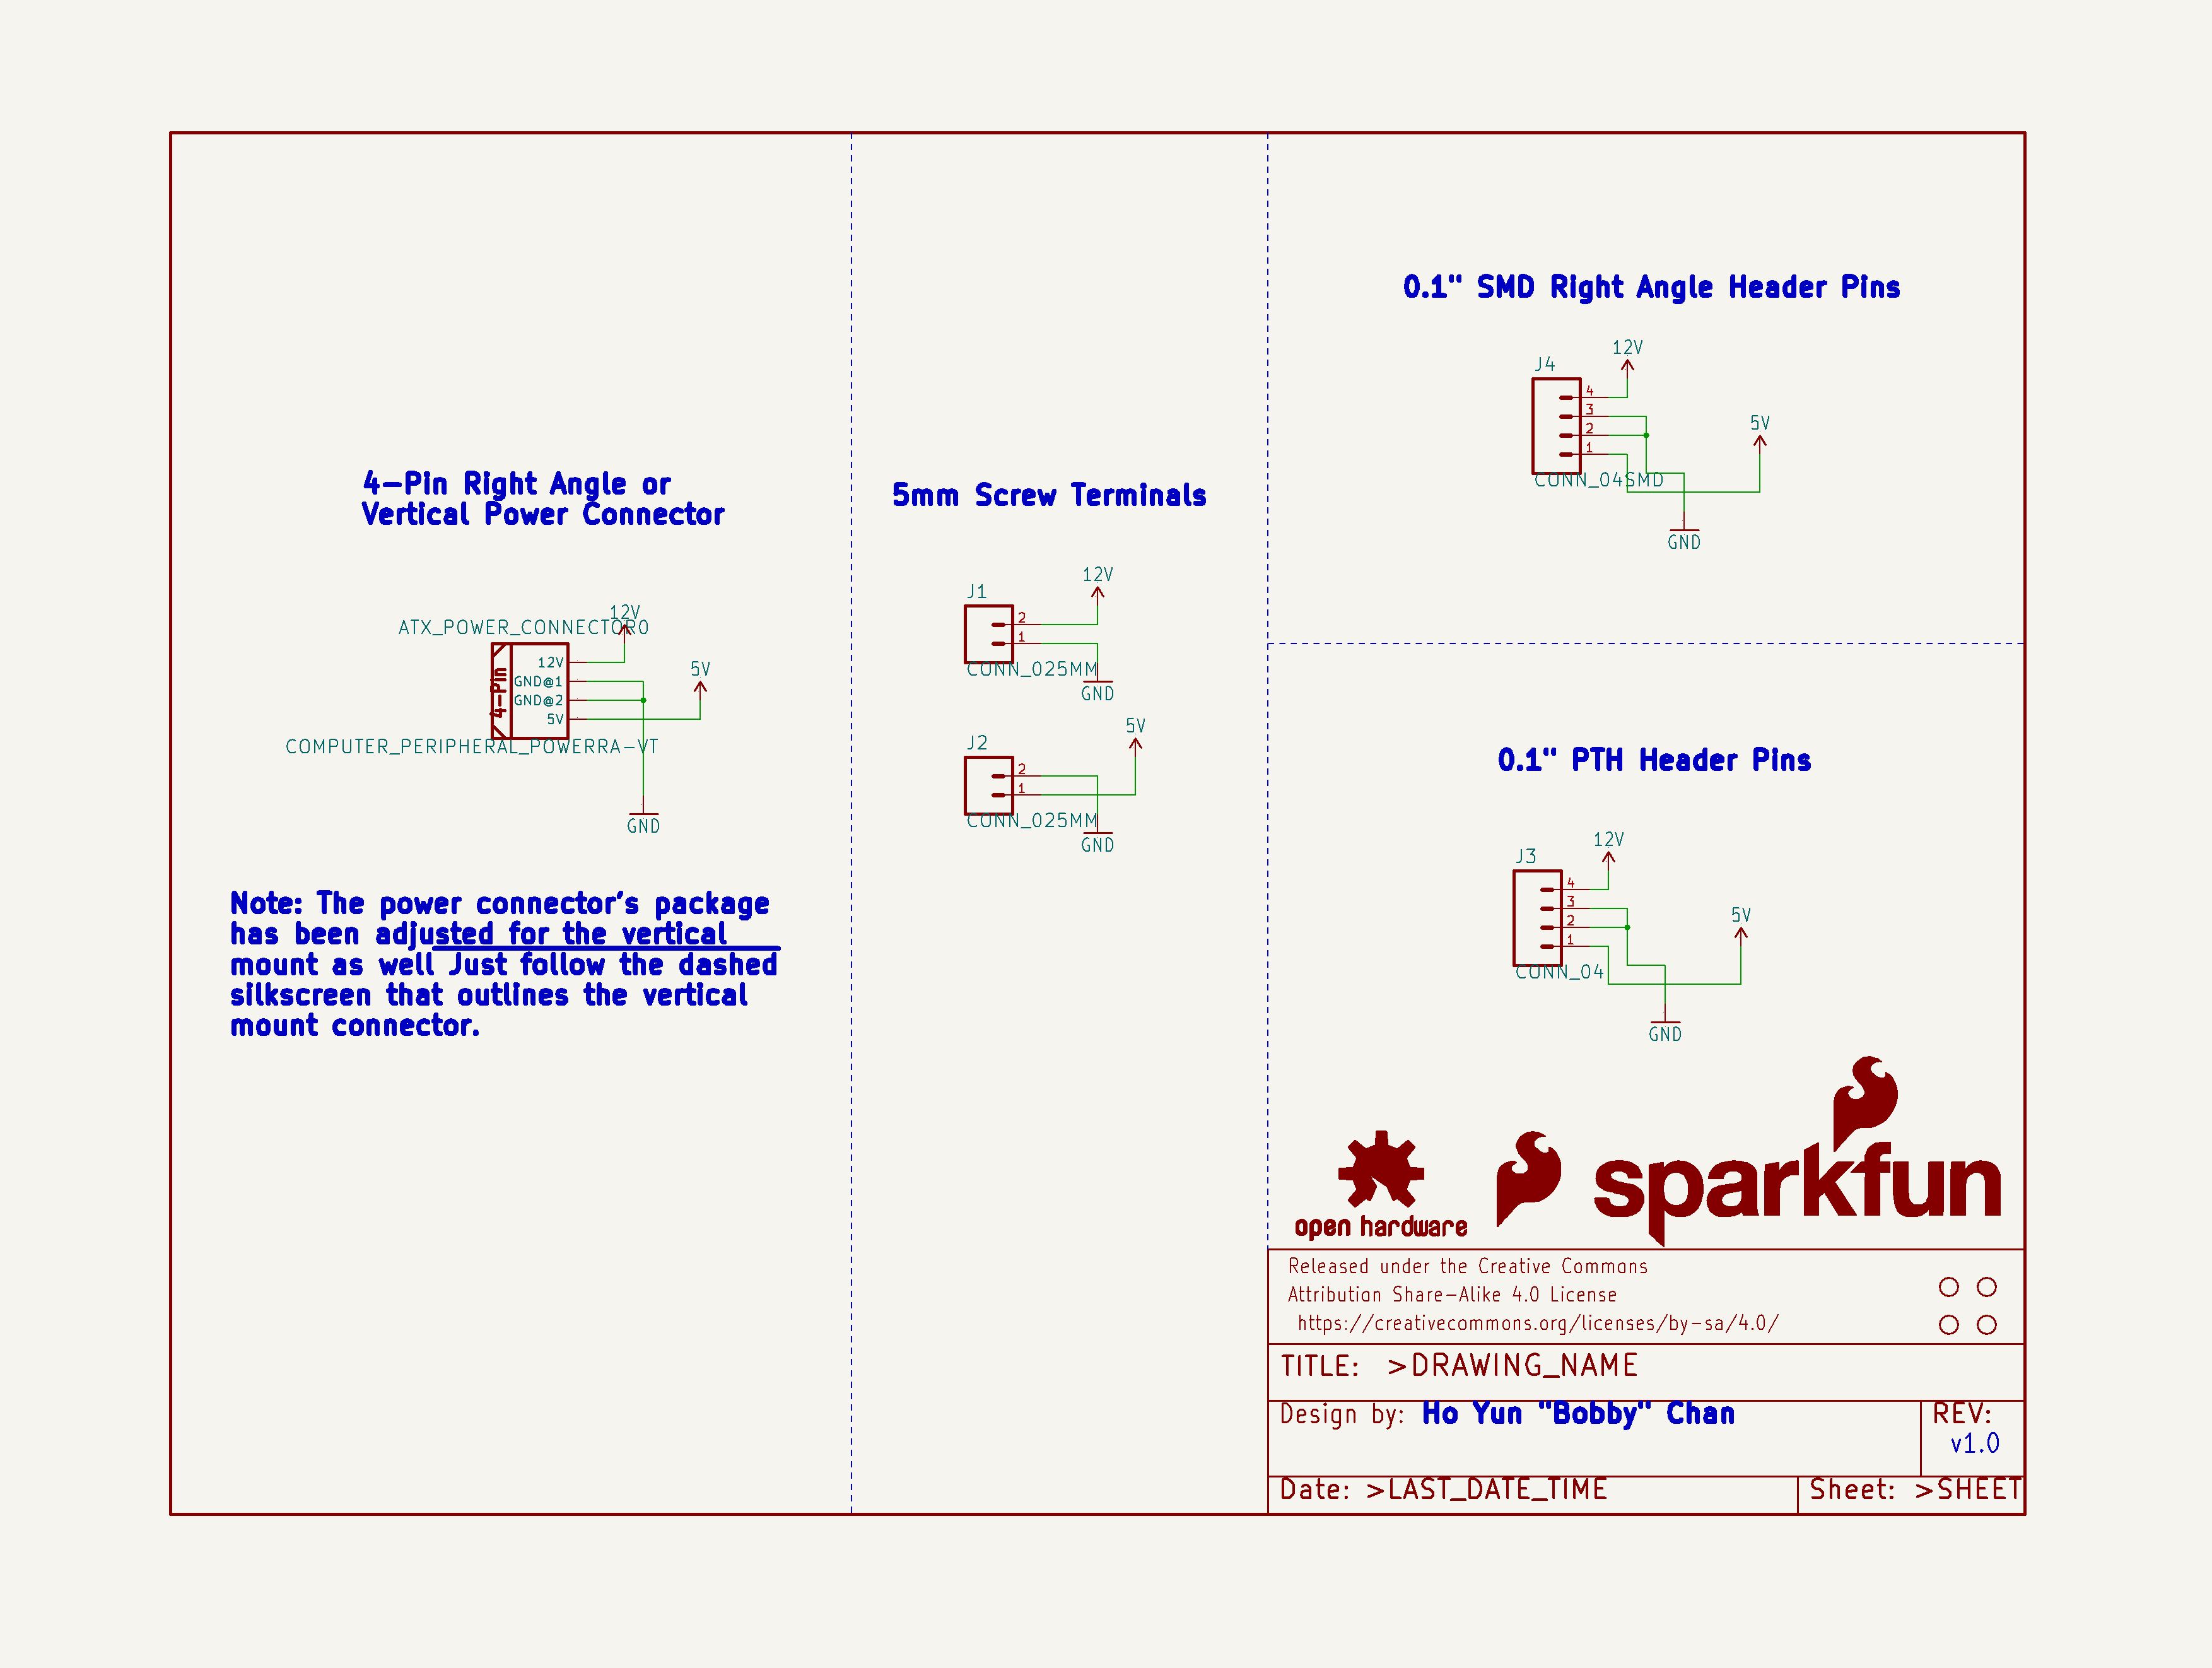 4-Pin Right Angle or
Vertical Power Connector
12V
ATX_POWER_CONNECTOR0
4-Pin
12V
GND@1
GND@2
5V
5V
COMPUTER_PERIPHERAL_POWERRA-VT
GND
Note: The power connector's package
has been adjusted for the vertical
mount as well Just follow the dashed
silkscreen that outlines the vertical
mount connector.
5mm Screw Terminals
12V
J1
2
1
CONN_025MM
GND
5V
J2
2
1
CONN_025MM
GND
0.1" SMD Right Angle Header Pins
12V
J4
4
3
2
1
5V
CONN_04SMD
GND
0.1" PTH Header Pins
12V
J3
4
3
2
1
5V
CONN_04
GND
open hardware
sparkfun
Released under the Creative Commons
Attribution Share-Alike 4.0 License
https://creativecommons.org/licenses/by-sa/4.0/
TITLE: >DRAWING_NAME
Design by: Ho Yun "Bobby" Chan
REV:
v1.0
Date: >LAST_DATE_TIME
Sheet: >SHEET